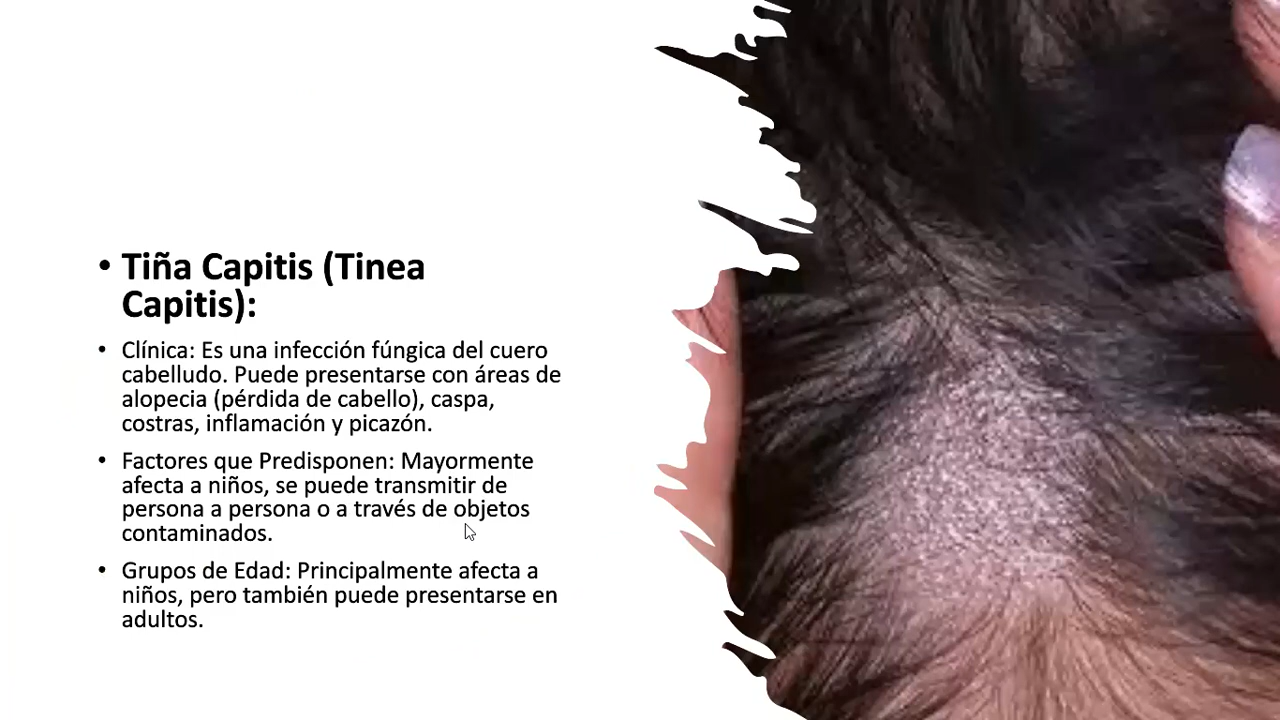 • Tiña Capitis (Tinea
Capitis):
• Clínica: Es una infección fúngica del cuero
cabelludo. Puede presentarse con áreas de
alopecia (pérdida de cabello), caspa,
costras, inflamación y picazón.
• Factores que Predisponen: Mayormente
afecta a niños, se puede transmitir de
persona a persona o a través de objetos
contaminados.
• Grupos de Edad: Principalmente afecta a
niños, pero también puede presentarse en
adultos.